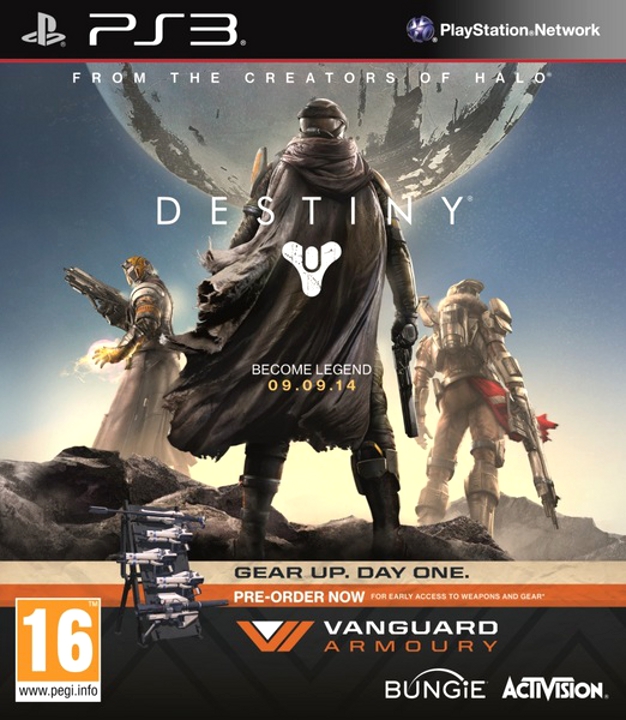 PS3
PlayStation®Network
FROM THE CREATORS OF HALO®
DESTINY®
BECOME LEGEND
09.09.14
GEAR UP. DAY ONE.
PRE-ORDER NOW FOR EARLY ACCESS TO WEAPONS AND GEAR*
VANGUARD
ARMOURY
16™
www.pegi.info
BUNGiE®
ACTIVISION®